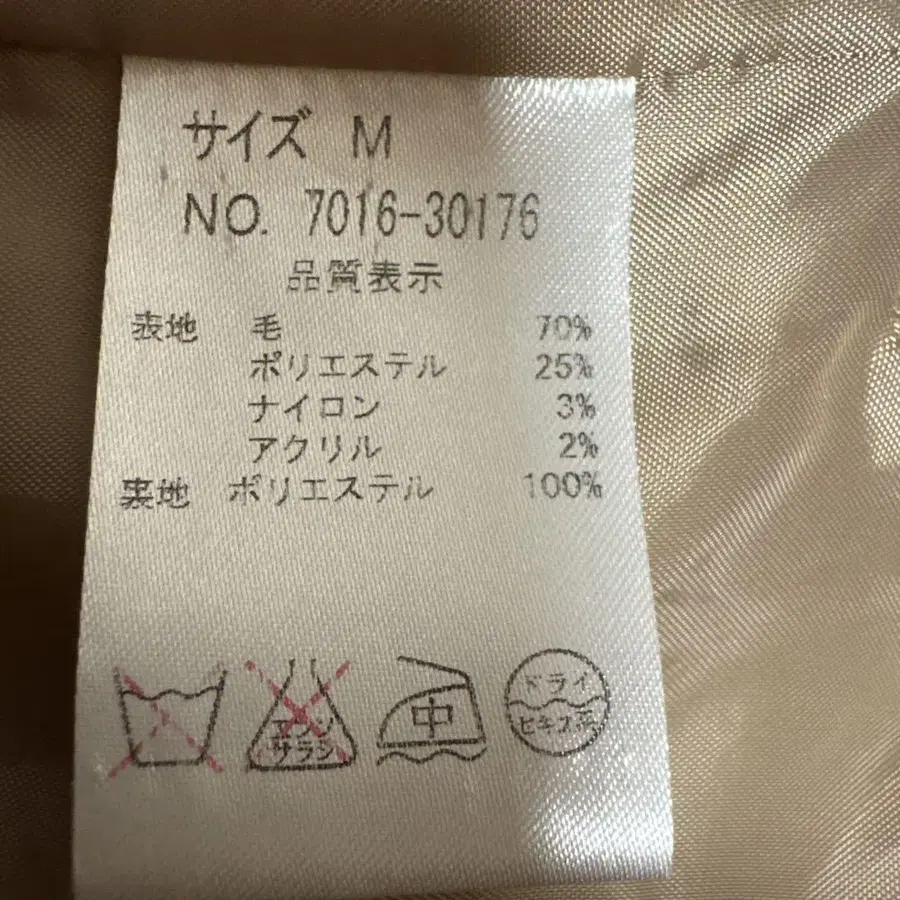 サイズ M
NO. 7016-30176
品質表示
表地 毛 70%
ポリエステル 25%
ナイロン 3%
アクリル 2%
裏地 ポリエステル 100%
エンソ
サラシ
中
ドライ
セキユ系